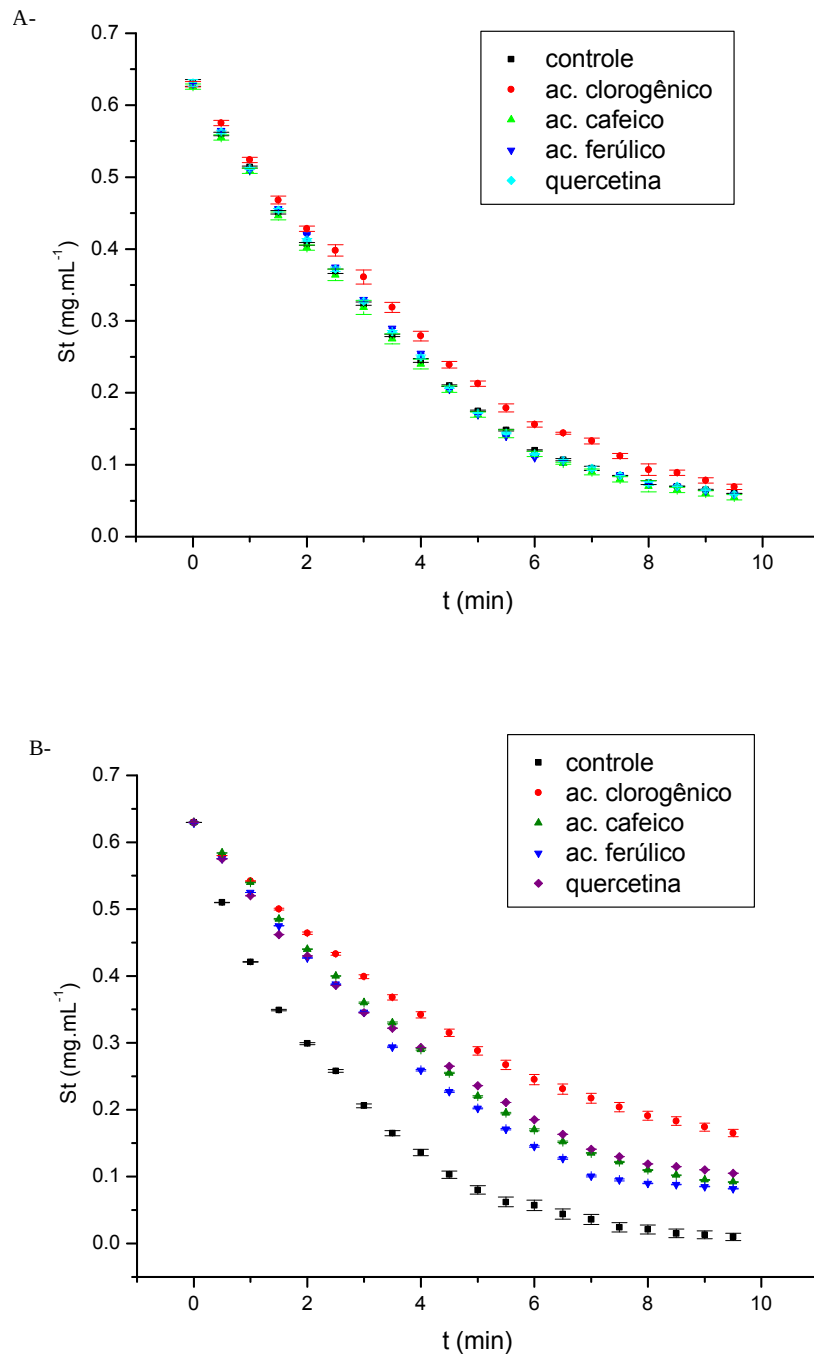 A-
0.7
0.6
0.5
0.4
0.3
0.2
0.1
0.0
St (mg.mL⁻¹)
0 2 4 6 8 10
t (min)
controle
ac. clorogênico
ac. cafeico
ac. ferúlico
quercetina
B-
0.7
0.6
0.5
0.4
0.3
0.2
0.1
0.0
St (mg.mL⁻¹)
0 2 4 6 8 10
t (min)
controle
ac. clorogênico
ac. cafeico
ac. ferúlico
quercetina